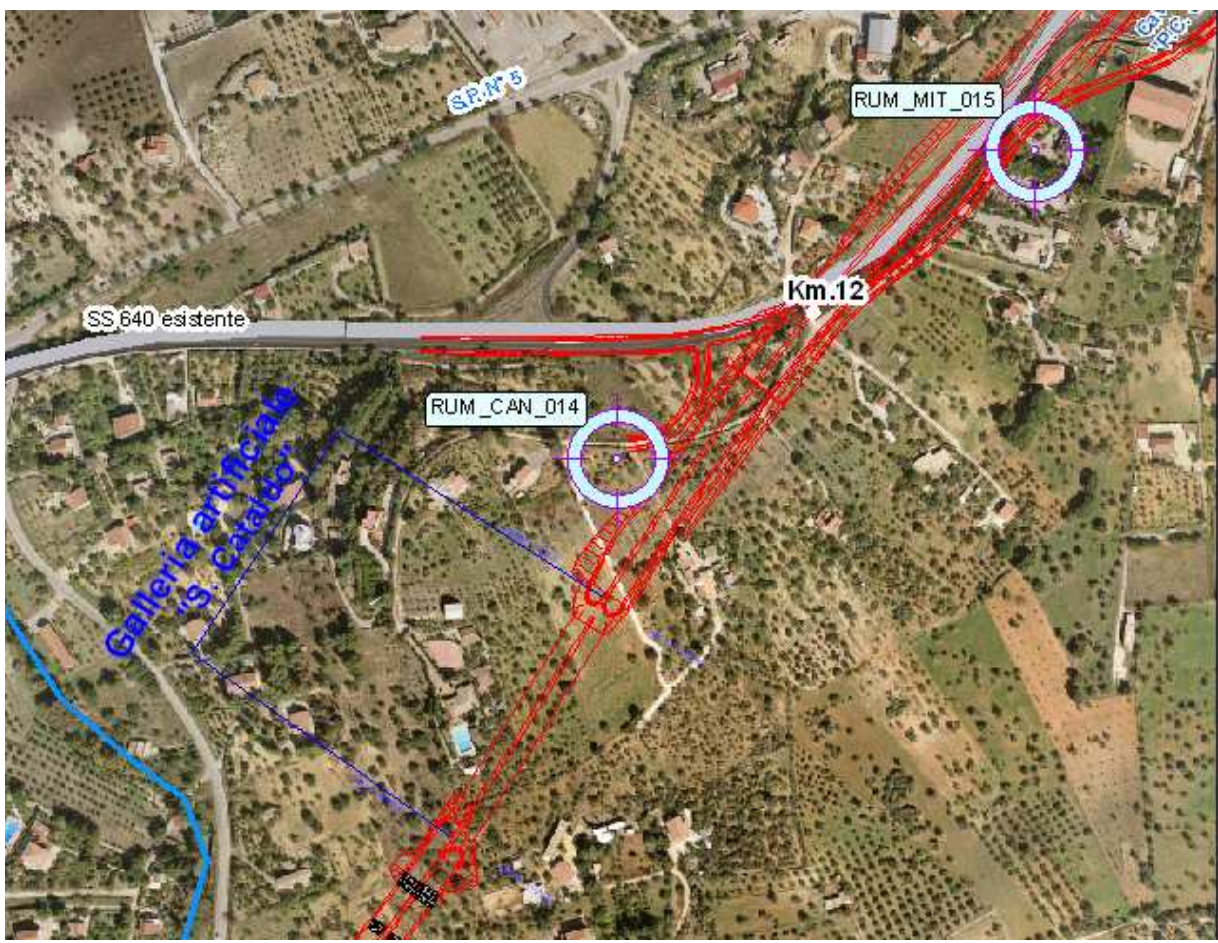 S.P. N° 5
RUM_MIT_015
Km.12
SS 640 esistente
RUM_CAN_014
Galleria artificiale
"S. Cataldo"